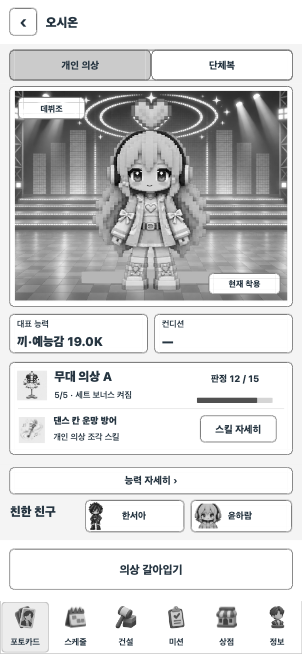 ‹ 오시온
개인 의상
단체복
데뷔조
현재 착용
대표 능력
끼·예능감 19.0K
컨디션
—
무대 의상 A
5/5 · 세트 보너스 켜짐
판정 12 / 15
댄스 칸 운망 방어
개인 의상 조각 스킬
스킬 자세히
능력 자세히 ›
친한 친구
한서아
윤하람
의상 갈아입기
포토카드
스케줄
건설
미션
상점
정보